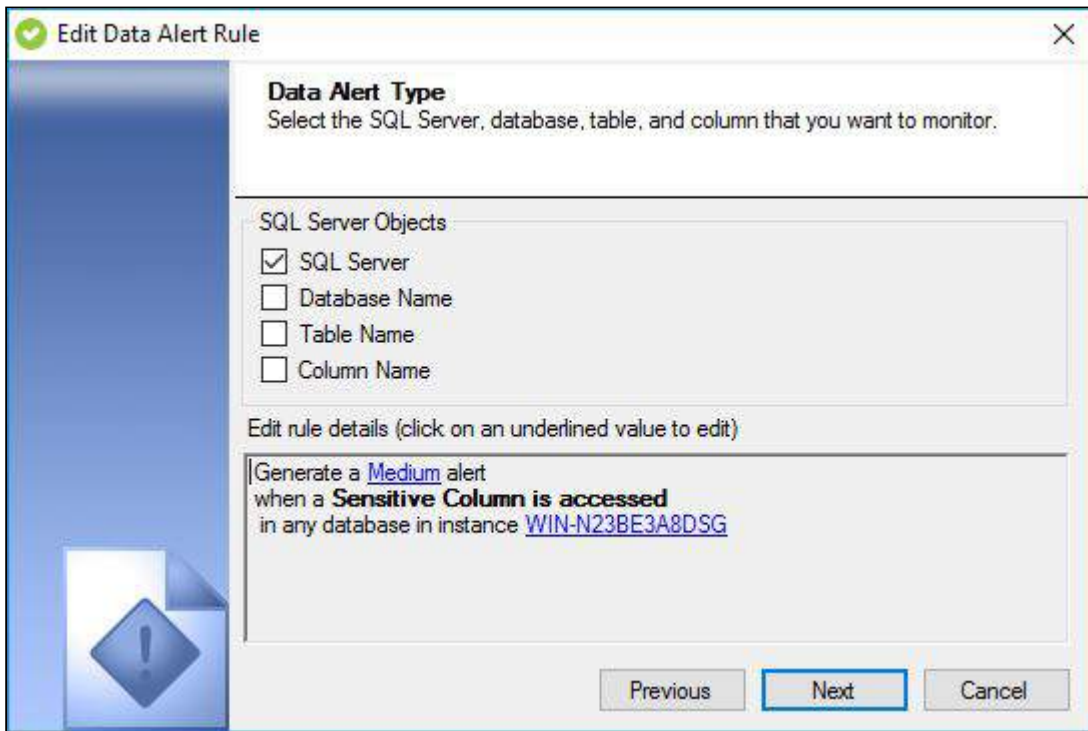 Edit Data Alert Rule
Data Alert Type
Select the SQL Server, database, table, and column that you want to monitor.
SQL Server Objects
SQL Server
Database Name
Table Name
Column Name
Edit rule details (click on an underlined value to edit)
Generate a Medium alert
when a Sensitive Column is accessed
in any database in instance WIN-N23BE3A8DSG
Previous
Next
Cancel